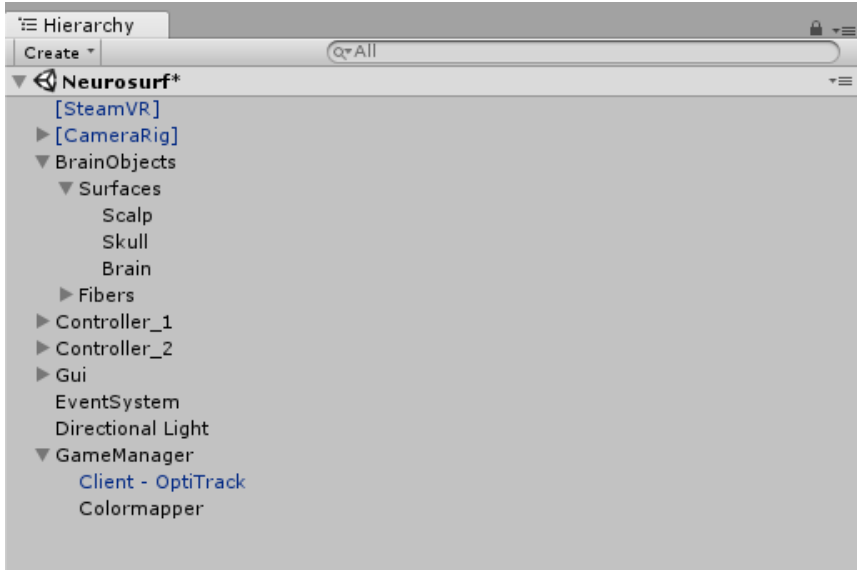 Hierarchy
Create All
Neurosurf*
[SteamVR]
[CameraRig]
BrainObjects
Surfaces
Scalp
Skull
Brain
Fibers
Controller_1
Controller_2
Gui
EventSystem
Directional Light
GameManager
Client - OptiTrack
Colormapper